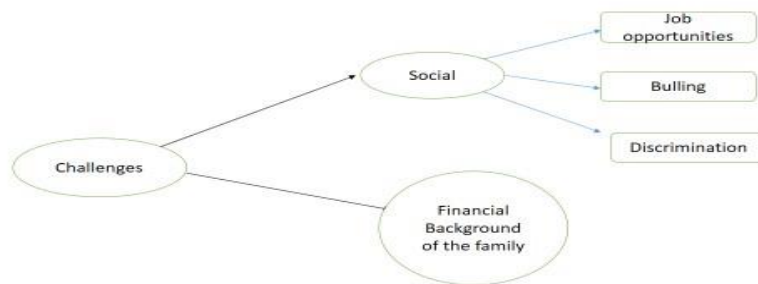 Job
opportunities
Social
Bulling
Discrimination
Challenges
Financial
Background
of the family